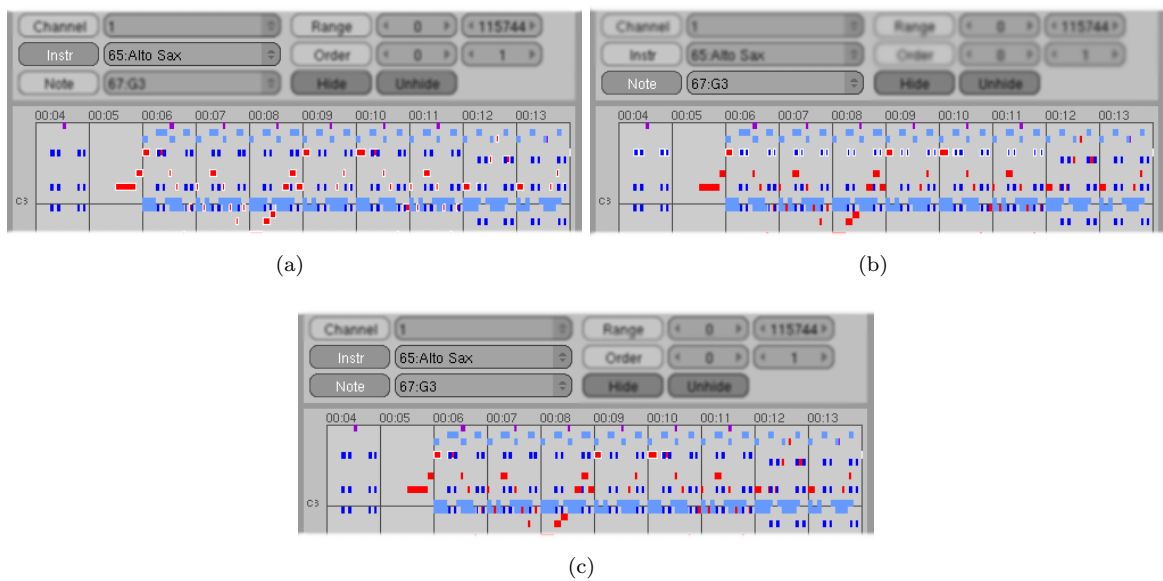 Channel 1 Range 0 115744
Instr 65:Alto Sax Order 0 1
Note 67:G3 Hide Unhide
00:04 00:05 00:06 00:07 00:08 00:09 00:10 00:11 00:12 00:13
C3
(a)
Channel 1 Range 0 115744
Instr 65:Alto Sax Order 0 1
Note 67:G3 Hide Unhide
00:04 00:05 00:06 00:07 00:08 00:09 00:10 00:11 00:12 00:13
C3
(b)
Channel 1 Range 0 115744
Instr 65:Alto Sax Order 0 1
Note 67:G3 Hide Unhide
00:04 00:05 00:06 00:07 00:08 00:09 00:10 00:11 00:12 00:13
C3
(c)